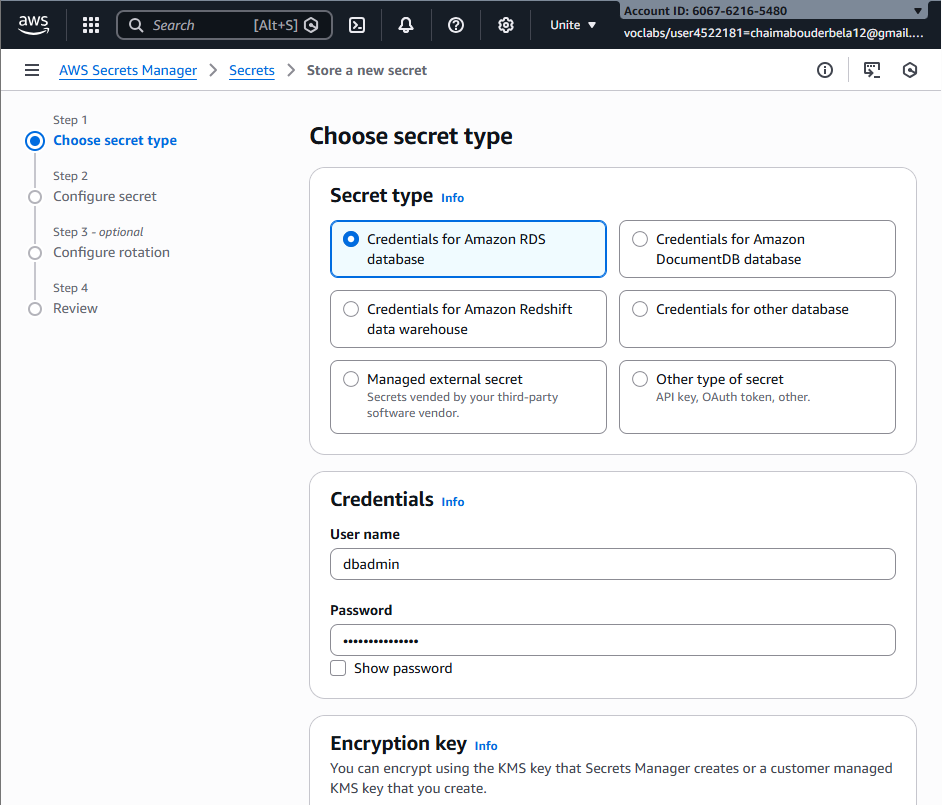 aws
Search [Alt+S]
Unite
Account ID: 6067-6216-5480
voclabs/user4522181=chaimabouderbela12@gmail....
AWS Secrets Manager
Secrets
Store a new secret
Step 1
Choose secret type
Step 2
Configure secret
Step 3 - optional
Configure rotation
Step 4
Review
Choose secret type
Secret type Info
Credentials for Amazon RDS
database
Credentials for Amazon
DocumentDB database
Credentials for Amazon Redshift
data warehouse
Credentials for other database
Managed external secret
Secrets vended by your third-party
software vendor.
Other type of secret
API key, OAuth token, other.
Credentials Info
User name
dbadmin
Password
•••••••••••••••
Show password
Encryption key Info
You can encrypt using the KMS key that Secrets Manager creates or a customer managed
KMS key that you create.